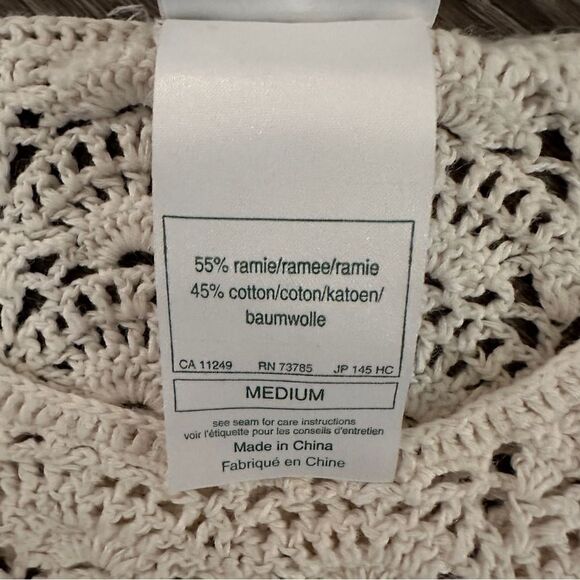 55% ramie/ramee/ramie
45% cotton/coton/katoen/
baumwolle
CA 11249 RN 73785 JP 145 HC
MEDIUM
see seam for care instructions
voir l'étiquette pour les conseils d'entretien
Made in China
Fabriqué en Chine